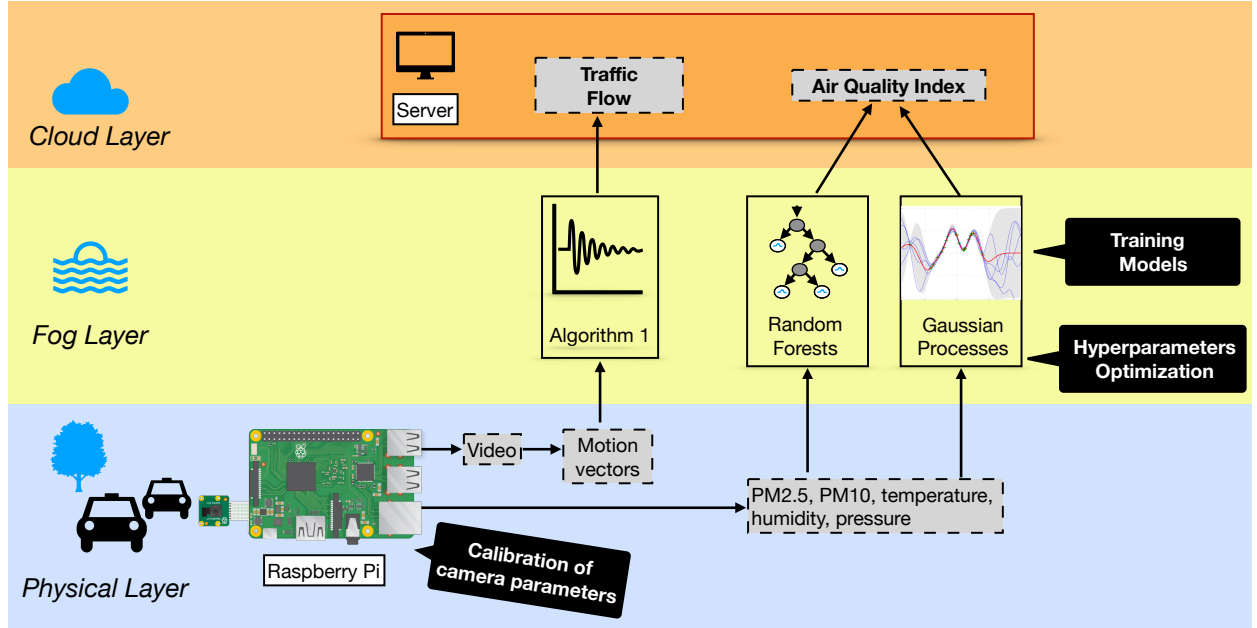 Traffic
Flow
Air Quality Index
Server
Cloud Layer
Algorithm 1
Random
Forests
Gaussian
Processes
Training
Models
Hyperparameters
Optimization
Fog Layer
Video
Motion
vectors
PM2.5, PM10, temperature,
humidity, pressure
Raspberry Pi
Calibration of
camera parameters
Physical Layer